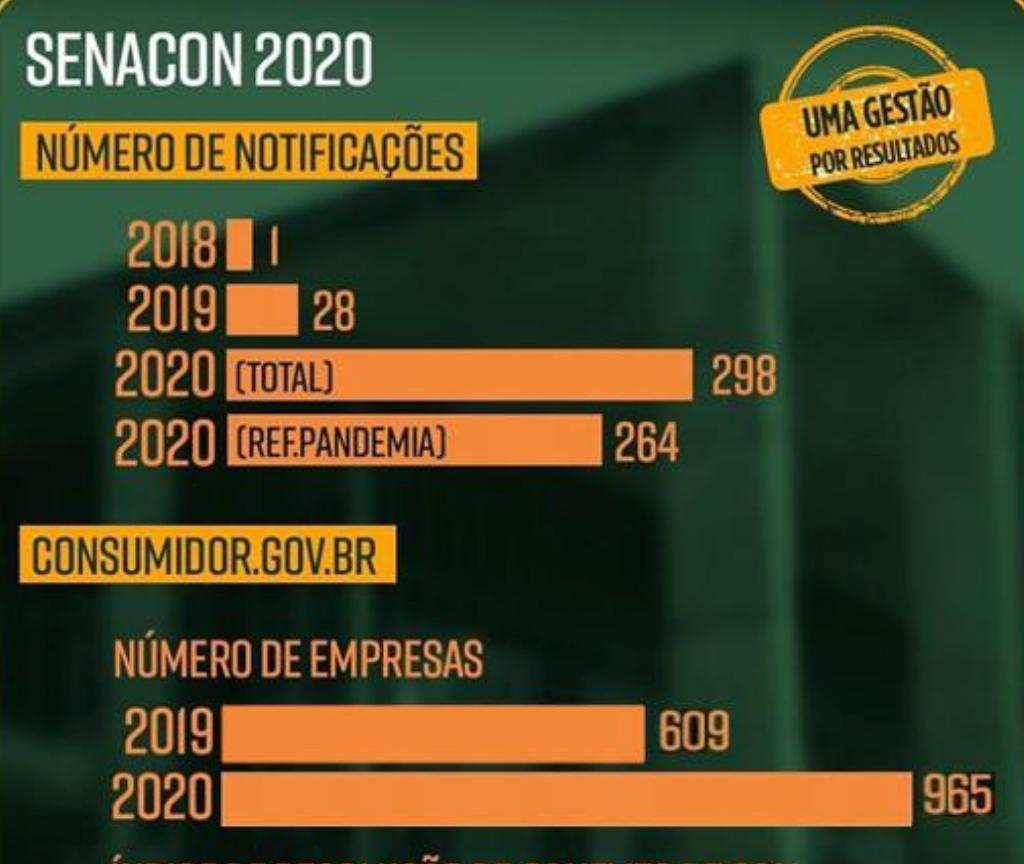 SENACON 2020
UMA GESTÃO
POR RESULTADOS
NÚMERO DE NOTIFICAÇÕES
2018 1
2019 28
2020 (TOTAL) 298
2020 (REF.PANDEMIA) 264
CONSUMIDOR.GOV.BR
NÚMERO DE EMPRESAS
2019 609
2020 965